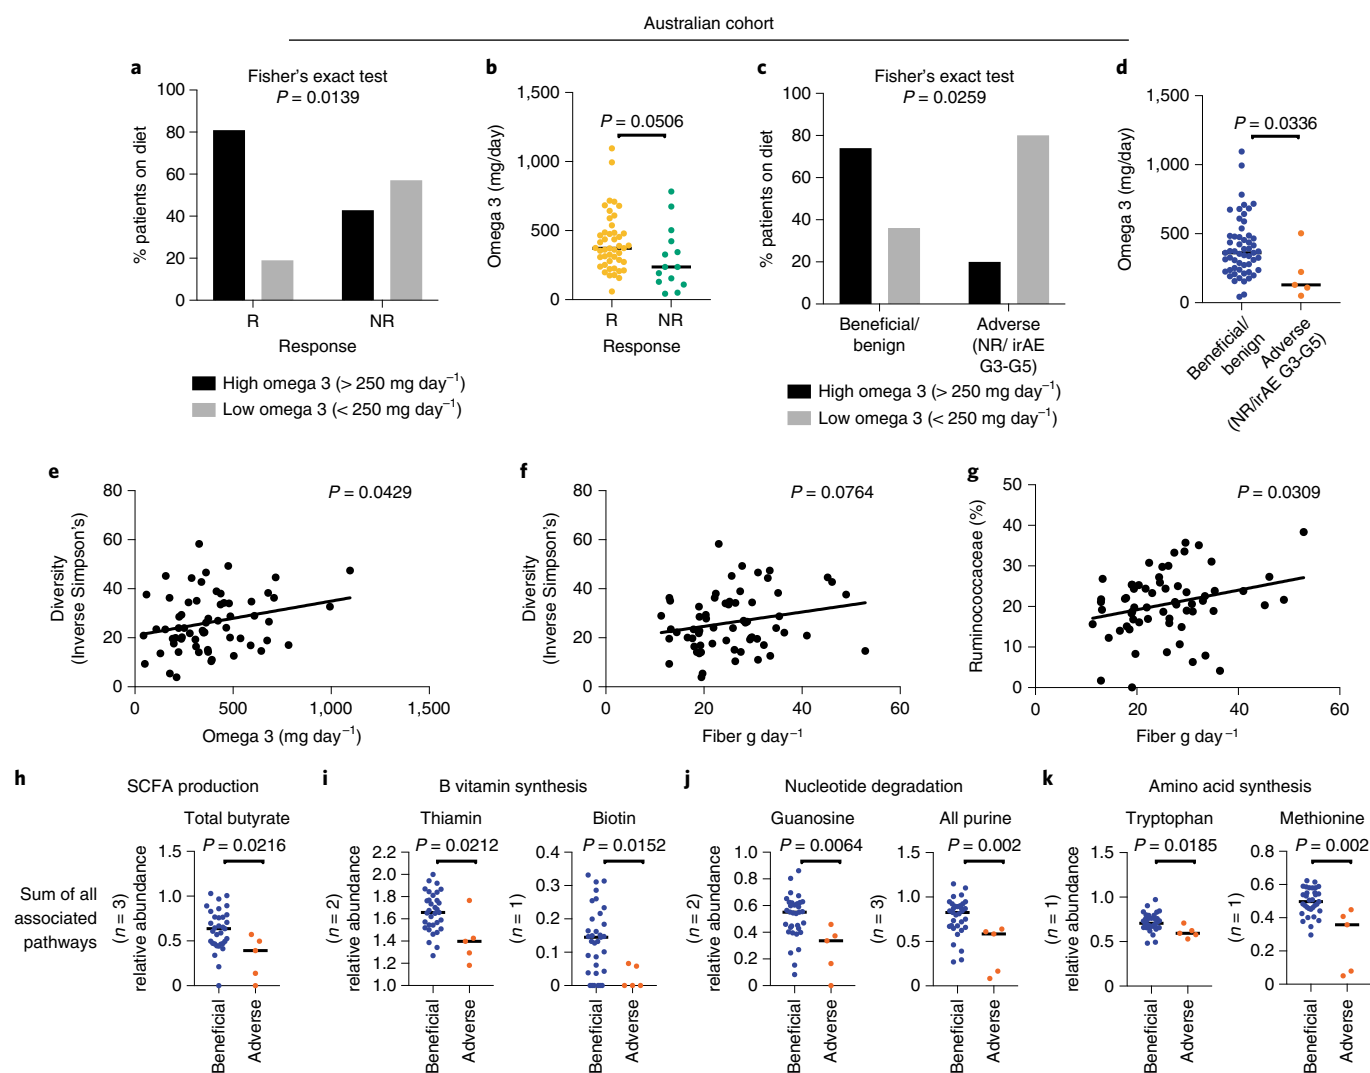 Australian cohort
a
Fisher's exact test
P = 0.0139
% patients on diet
100
80
60
40
20
0
R
NR
Response
High omega 3 (> 250 mg day⁻¹)
Low omega 3 (< 250 mg day⁻¹)
b
Omega 3 (mg/day)
1,500
1,000
500
0
P = 0.0506
R
NR
Response
c
Fisher's exact test
P = 0.0259
% patients on diet
100
80
60
40
20
0
Beneficial/
benign
Adverse
(NR/ irAE
G3-G5)
High omega 3 (> 250 mg day⁻¹)
Low omega 3 (< 250 mg day⁻¹)
d
Omega 3 (mg/day)
1,500
1,000
500
0
P = 0.0336
Beneficial/
benign
Adverse
(NR/irAE G3-G5)
e
Diversity
(Inverse Simpson's)
80
60
40
20
0
P = 0.0429
0
500
1,000
1,500
Omega 3 (mg day⁻¹)
f
Diversity
(Inverse Simpson's)
80
60
40
20
0
P = 0.0764
0
20
40
60
Fiber g day⁻¹
g
Ruminococcaceae (%)
50
40
30
20
10
0
P = 0.0309
0
20
40
60
Fiber g day⁻¹
Sum of all
associated
pathways
h
SCFA production
Total butyrate
P = 0.0216
(n = 3)
relative abundance
1.5
1.0
0.5
0
Beneficial
Adverse
i
B vitamin synthesis
Thiamin
P = 0.0212
(n = 2)
relative abundance
2.2
2.0
1.8
1.6
1.4
1.2
1.0
Beneficial
Adverse
Biotin
P = 0.0152
(n = 1)
0.4
0.3
0.2
0.1
0
Beneficial
Adverse
j
Nucleotide degradation
Guanosine
P = 0.0064
(n = 2)
relative abundance
1.0
0.8
0.6
0.4
0.2
0
Beneficial
Adverse
All purine
P = 0.002
(n = 3)
1.5
1.0
0.5
0
Beneficial
Adverse
k
Amino acid synthesis
Tryptophan
P = 0.0185
(n = 1)
relative abundance
1.5
1.0
0.5
0
Beneficial
Adverse
Methionine
P = 0.002
(n = 1)
0.8
0.6
0.4
0.2
0
Beneficial
Adverse